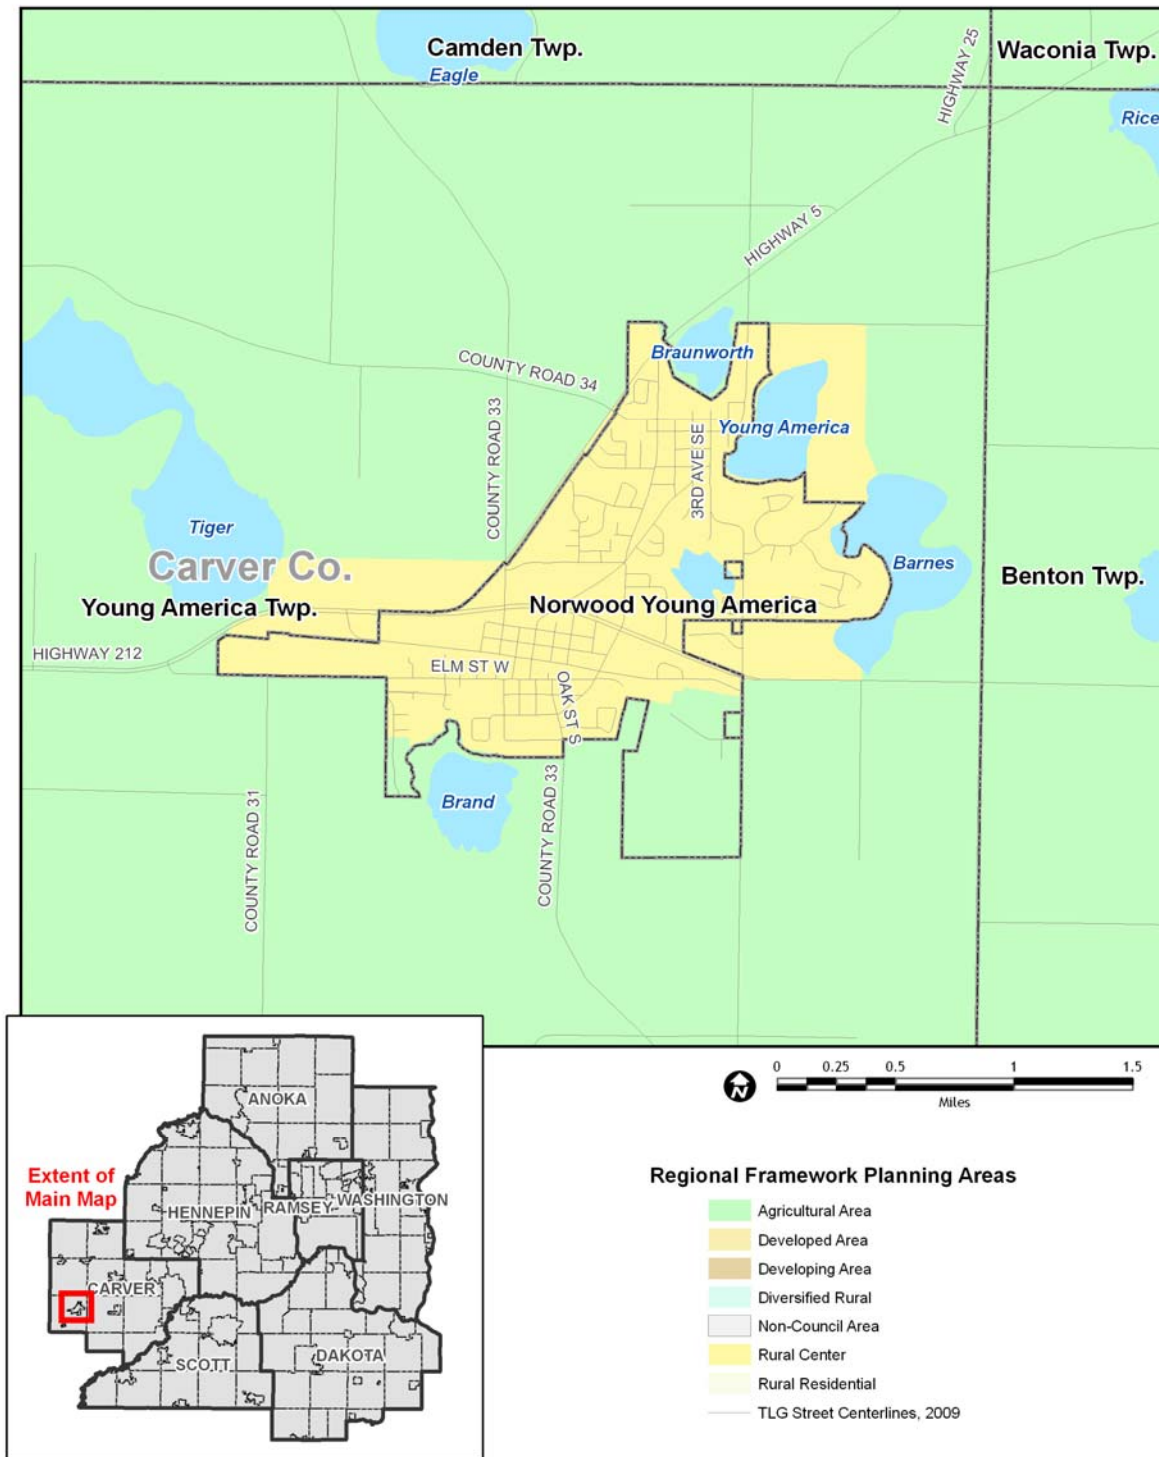 Camden Twp.
Waconia Twp.
Eagle
HIGHWAY 25
Rice
HIGHWAY 5
Braunworth
COUNTY ROAD 34
COUNTY ROAD 33
3RD AVE SE
Young America
Tiger
Carver Co.
Barnes
Benton Twp.
Young America Twp.
Norwood Young America
HIGHWAY 212
ELM ST W
OAK ST S
Brand
COUNTY ROAD 31
COUNTY ROAD 33
0 0.25 0.5 1 1.5
Miles
N
Extent of
Main Map
ANOKA
HENNEPIN
RAMSEY
WASHINGTON
CARVER
SCOTT
DAKOTA
Regional Framework Planning Areas
Agricultural Area
Developed Area
Developing Area
Diversified Rural
Non-Council Area
Rural Center
Rural Residential
TLG Street Centerlines, 2009